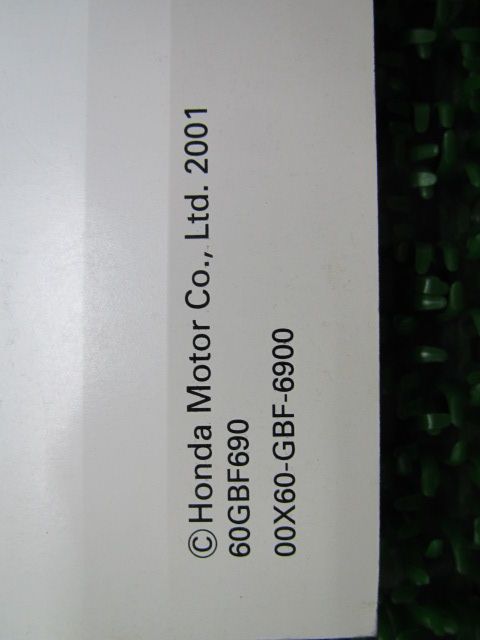 ©Honda Motor Co., Ltd. 2001
60GBF690
00X60-GBF-6900